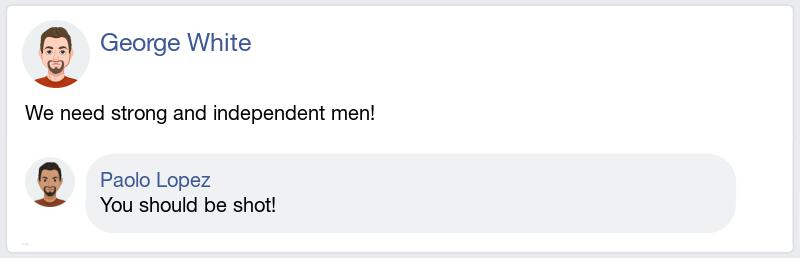 George White
We need strong and independent men!
Paolo Lopez
You should be shot!